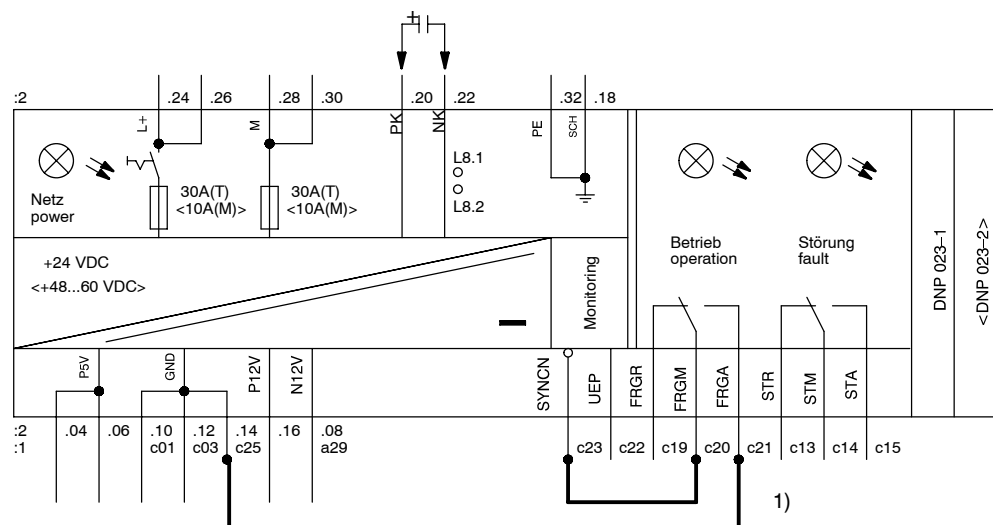 +
:2 .24 .26 .28 .30 .20 .22 .32 .18
L+ M PK NK PE SCH
L8.1
L8.2
Netz
power
30A(T)
<10A(M)>
30A(T)
<10A(M)>
Betrieb
operation
Störung
fault
+24 VDC
<+48...60 VDC>
Monitoring
DNP 023–1
<DNP 023–2>
P5V GND P12V N12V SYNCN UEP FRGR FRGM FRGA STR STM STA
:2 .04 .06 .10 .12 .14 .16 .08
:1 c01 c03 c25 a29 c23 c22 c19 c20 c21 c13 c14 c15
1)